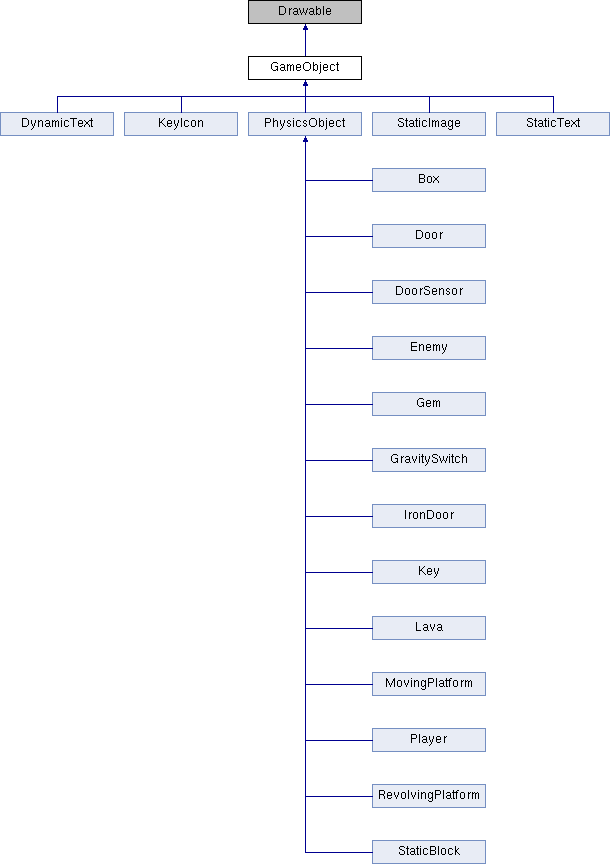 Drawable
GameObject
DynamicText
KeyIcon
PhysicsObject
StaticImage
StaticText
Box
Door
DoorSensor
Enemy
Gem
GravitySwitch
IronDoor
Key
Lava
MovingPlatform
Player
RevolvingPlatform
StaticBlock